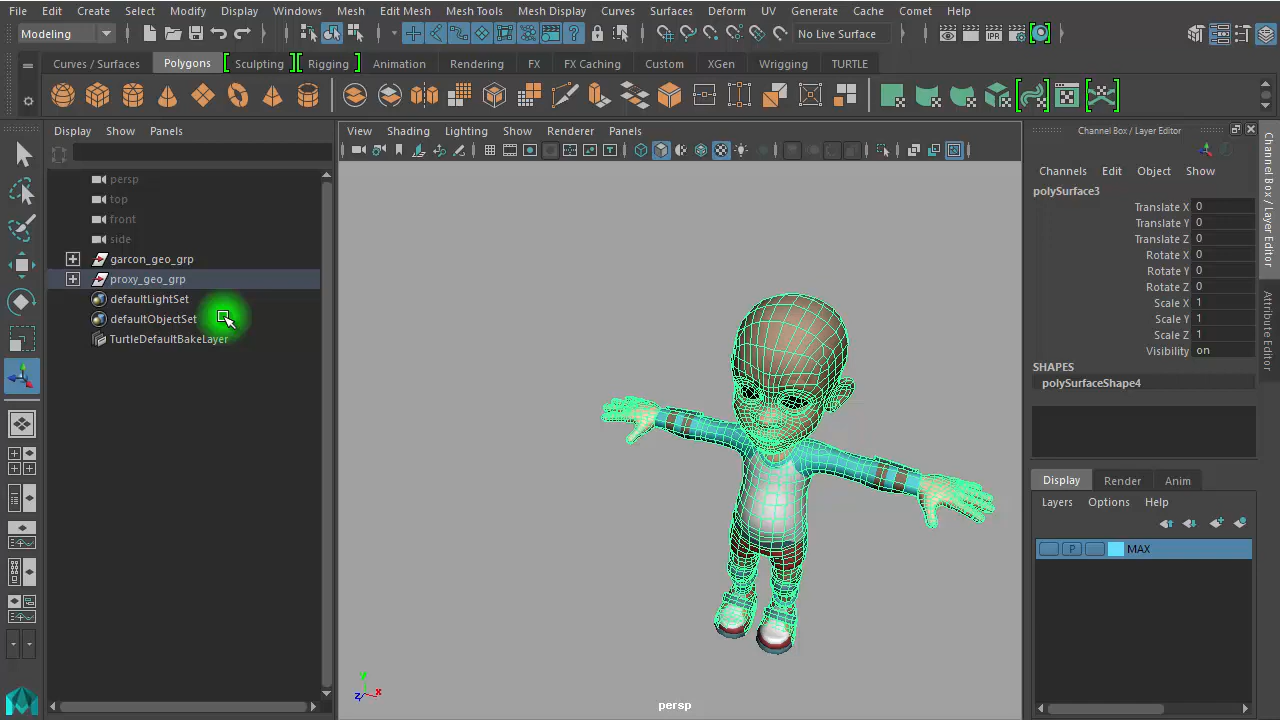 File Edit Create Select Modify Display Windows Mesh Edit Mesh Mesh Tools Mesh Display Curves Surfaces Deform UV Generate Cache Comet Help
Modeling
No Live Surface
IPR
Curves / Surfaces Polygons Sculpting Rigging Animation Rendering FX FX Caching Custom XGen Wrigging TURTLE
Display Show Panels
View Shading Lighting Show Renderer Panels
Channel Box / Layer Editor
persp
top
front
side
garcon_geo_grp
proxy_geo_grp
defaultLightSet
defaultObjectSet
TurtleDefaultBakeLayer
y
z
x
persp
Channels Edit Object Show
polySurface3
Translate X 0
Translate Y 0
Translate Z 0
Rotate X 0
Rotate Y 0
Rotate Z 0
Scale X 1
Scale Y 1
Scale Z 1
Visibility on
SHAPES
polySurfaceShape4
Display Render Anim
Layers Options Help
P MAX
Channel Box / Layer Editor
Attribute Editor